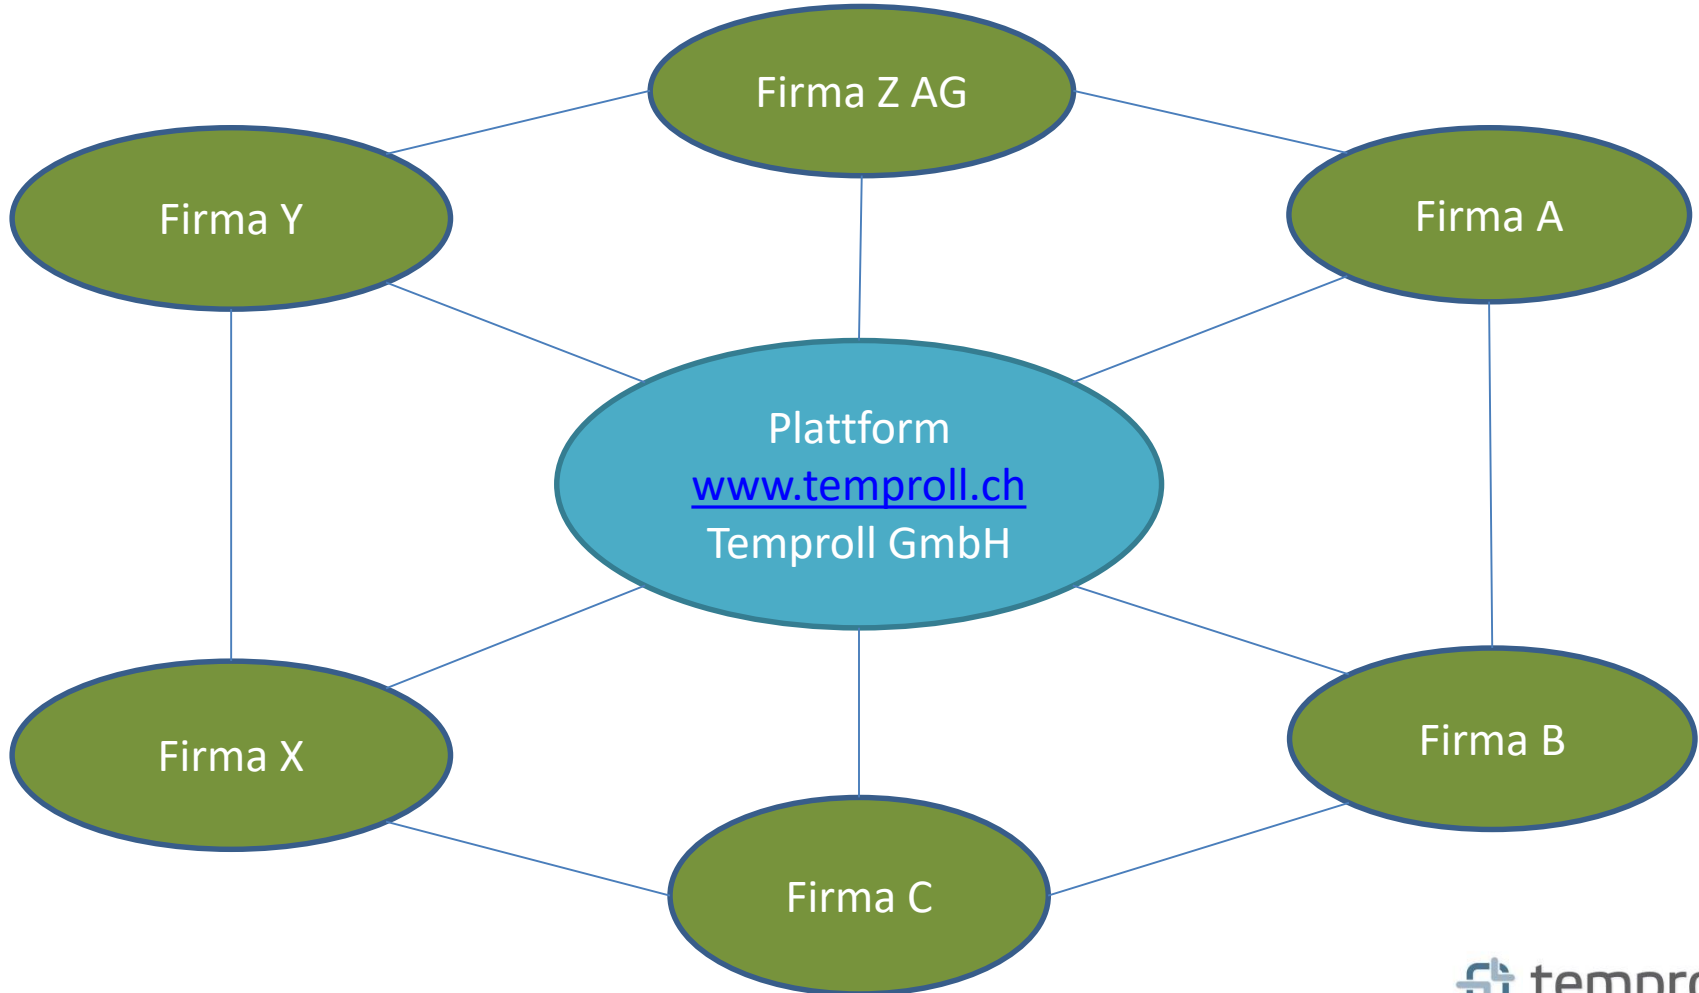 Firma Z AG
Firma Y
Firma A
Plattform
www.temproll.ch
Temproll GmbH
Firma X
Firma B
Firma C